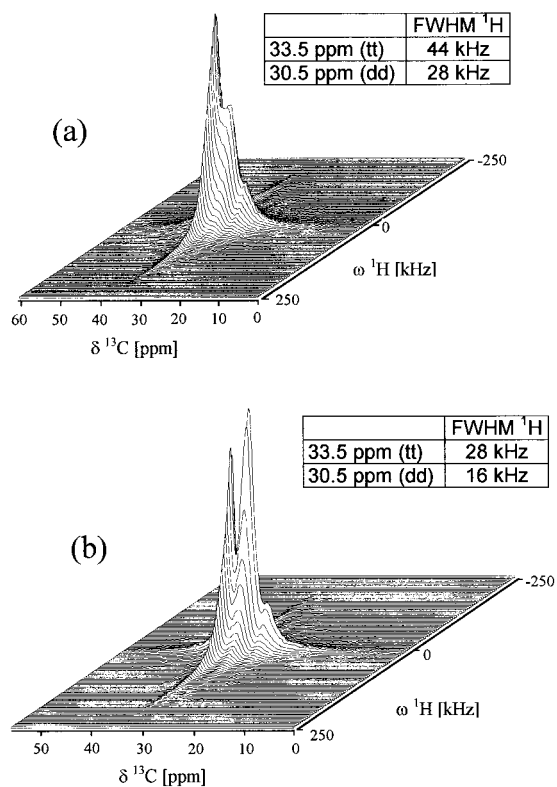 FWHM ¹H
33.5 ppm (tt) 44 kHz
30.5 ppm (dd) 28 kHz
(a)
-250
0
ω ¹H [kHz]
250
60 50 40 30 20 10 0
δ ¹³C [ppm]
FWHM ¹H
33.5 ppm (tt) 28 kHz
30.5 ppm (dd) 16 kHz
(b)
-250
0
ω ¹H [kHz]
250
50 40 30 20 10 0
δ ¹³C [ppm]